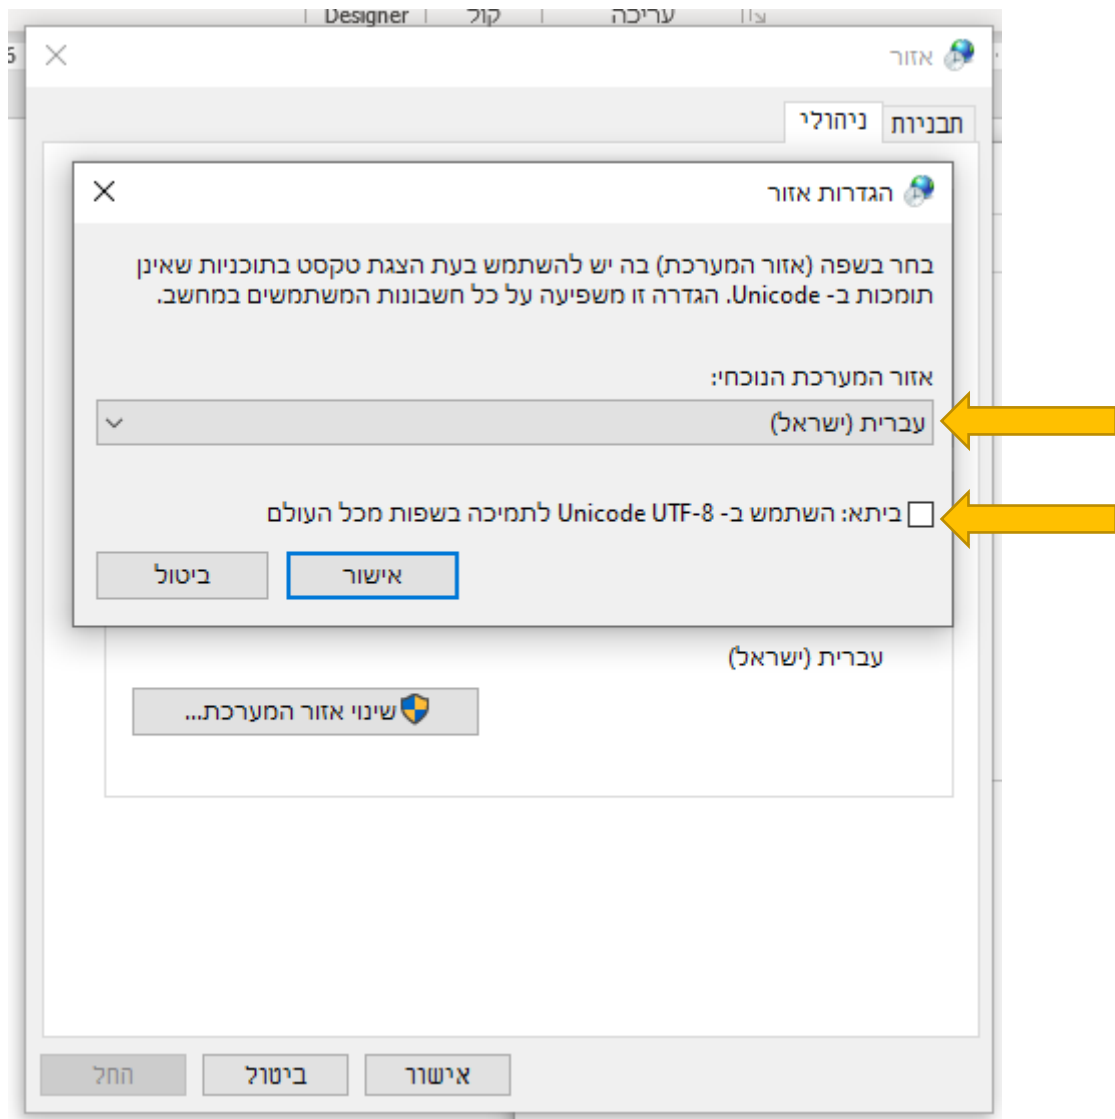 עריכה קול Designer
אזור
תבניות ניהולי
הגדרות אזור
בחר בשפה (אזור המערכת) בה יש להשתמש בעת הצגת טקסט בתוכניות שאינן
תומכות ב- Unicode. הגדרה זו משפיעה על כל חשבונות המשתמשים במחשב.
אזור המערכת הנוכחי:
עברית (ישראל)
ביתא: השתמש ב- Unicode UTF-8 לתמיכה בשפות מכל העולם
אישור ביטול
עברית (ישראל)
שינוי אזור המערכת...
אישור ביטול החל